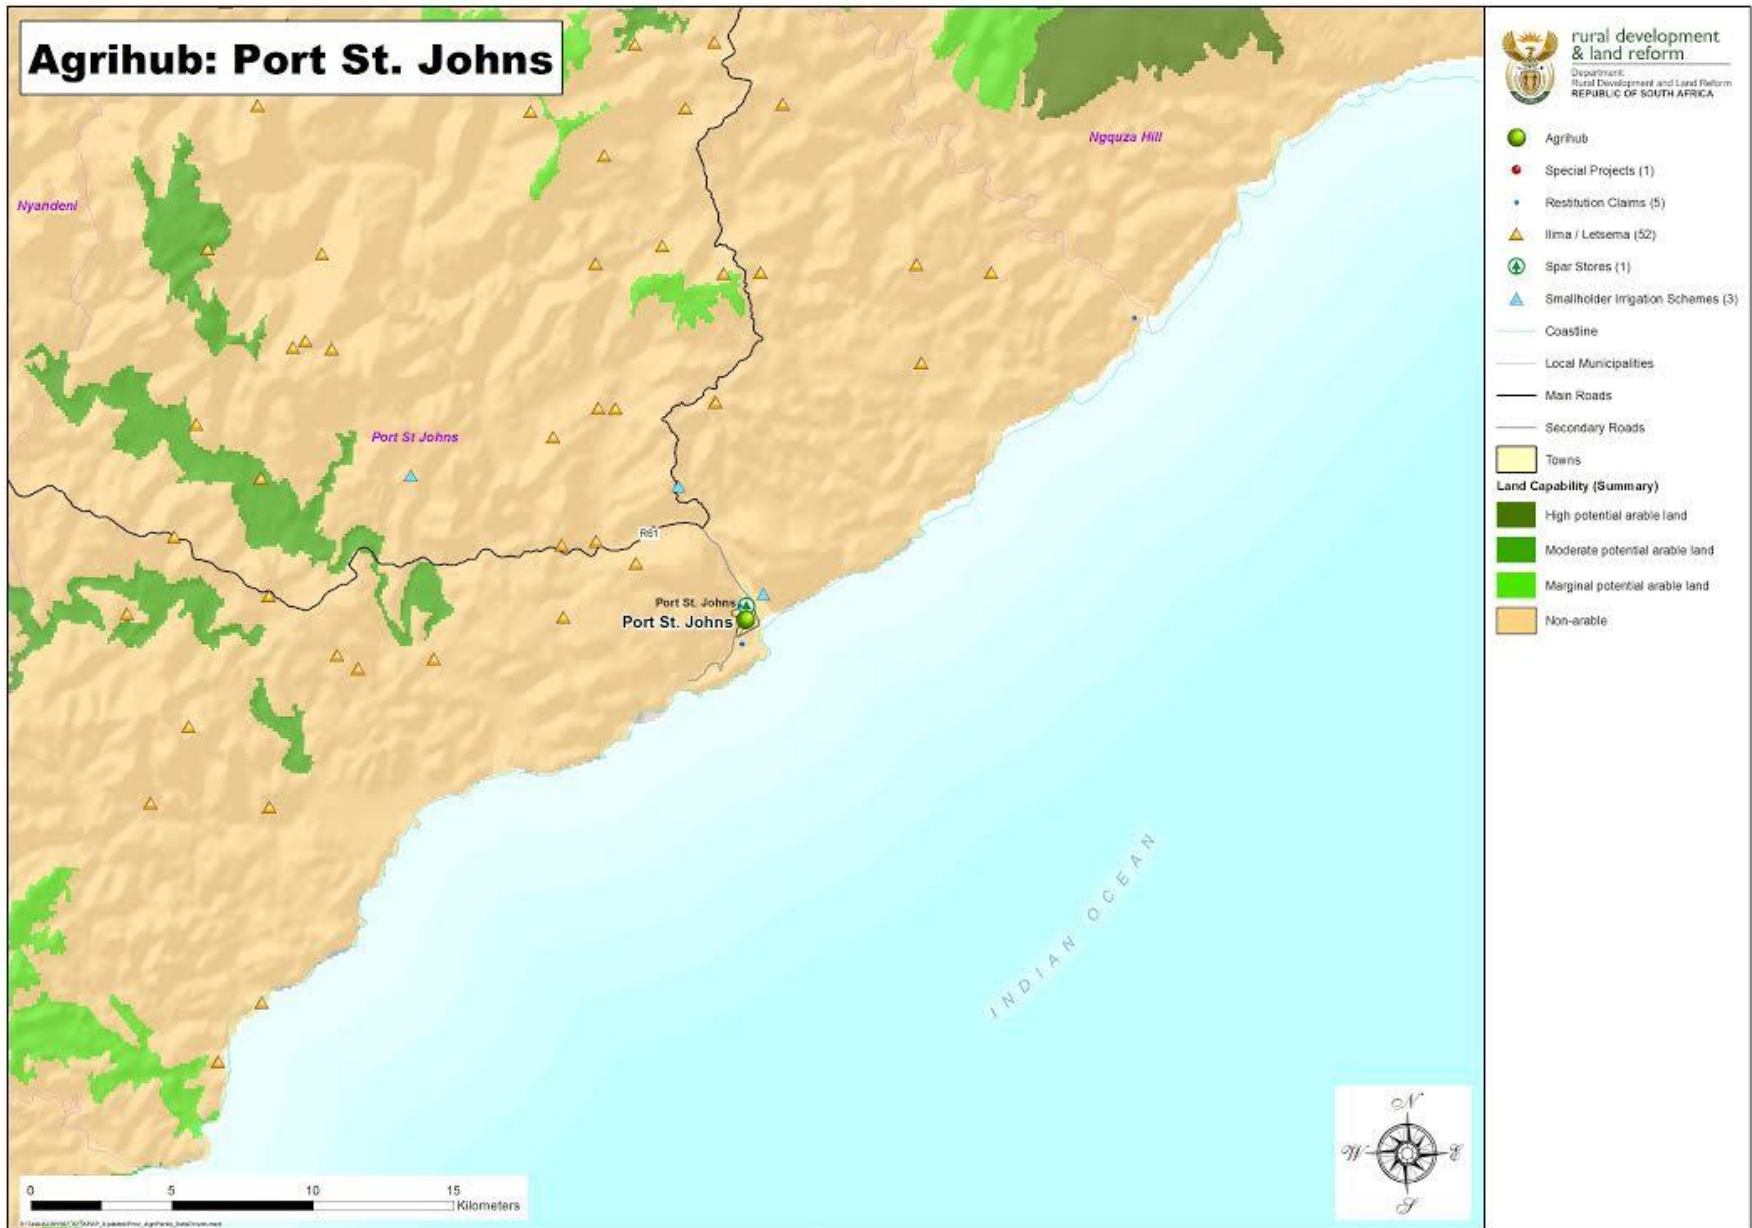 Agrihub: Port St. Johns
Nyandeni
Ngquza Hill
Port St Johns
R61
Port St. Johns
Port St. Johns
INDIAN OCEAN
N
W E
S
0 5 10 15
Kilometers
rural development
& land reform
Department:
Rural Development and Land Reform
REPUBLIC OF SOUTH AFRICA
Agrihub
Special Projects (1)
Restitution Claims (5)
Ilima / Letsema (52)
Spar Stores (1)
Smallholder Irrigation Schemes (3)
Coastline
Local Municipalities
Main Roads
Secondary Roads
Towns
Land Capability (Summary)
High potential arable land
Moderate potential arable land
Marginal potential arable land
Non-arable